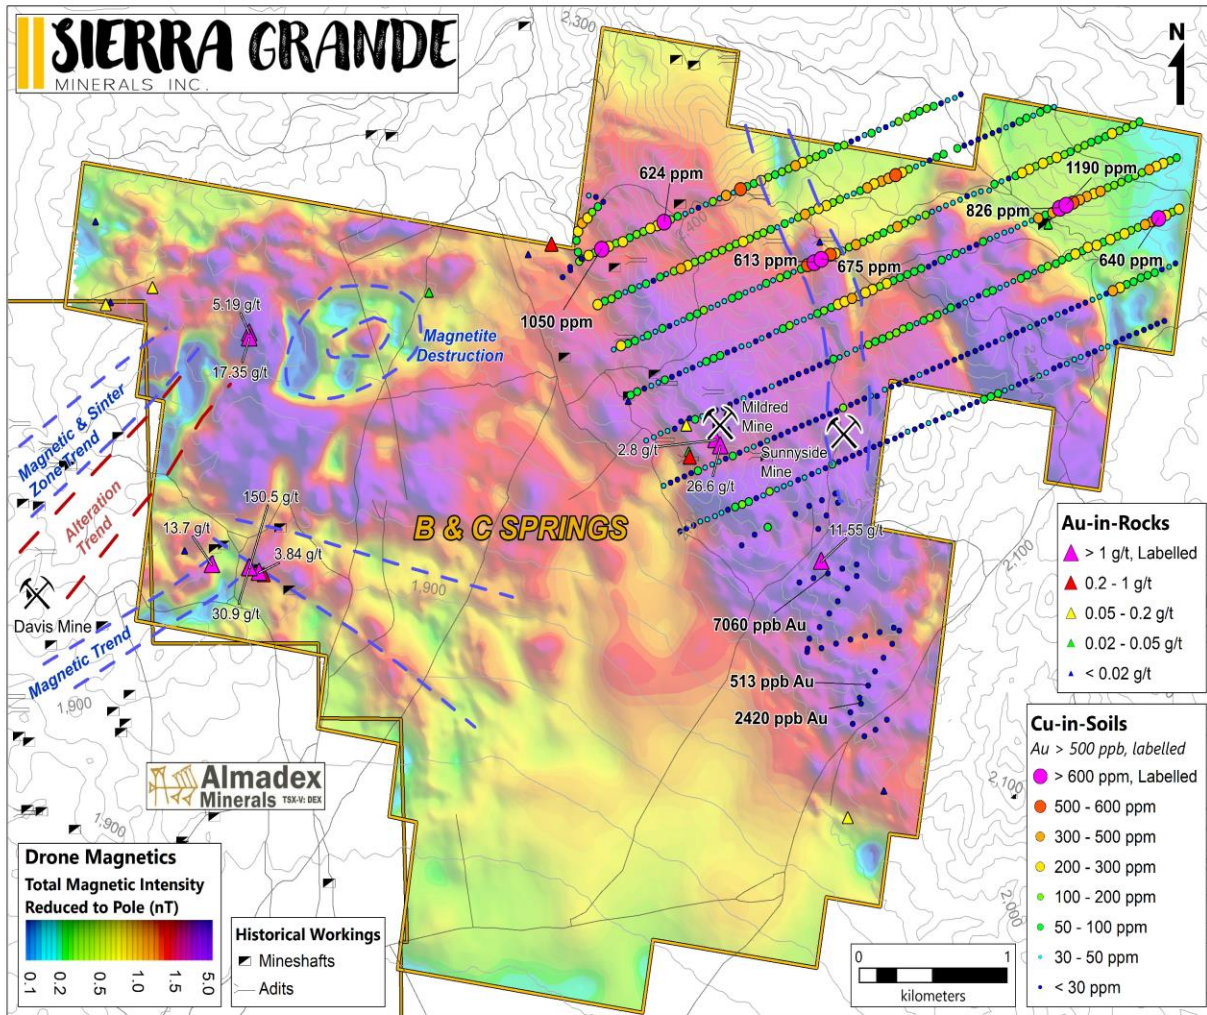 SIERRA GRANDE
MINERALS INC.
2,300
N
624 ppm
2,400
1190 ppm
826 ppm
613 ppm
675 ppm
640 ppm
1050 ppm
5.19 g/t
17.35 g/t
Magnetite
Destruction
Magnetic & Sinter
Zone Trend
Alteration
Trend
Mildred
Mine
2.8 g/t
Sunnyside
Mine
26.6 g/t
150.5 g/t
13.7 g/t
3.84 g/t
30.9 g/t
B & C SPRINGS
11.55 g/t
1,900
2,100
Davis Mine
Magnetic Trend
1,900
7060 ppb Au
513 ppb Au
2420 ppb Au
Au-in-Rocks
> 1 g/t, Labelled
0.2 - 1 g/t
0.05 - 0.2 g/t
0.02 - 0.05 g/t
< 0.02 g/t
Almadex
Minerals TSX-V: DEX
1,900
2,100
2,000
Cu-in-Soils
Au > 500 ppb, labelled
> 600 ppm, Labelled
500 - 600 ppm
300 - 500 ppm
200 - 300 ppm
100 - 200 ppm
50 - 100 ppm
30 - 50 ppm
< 30 ppm
Drone Magnetics
Total Magnetic Intensity
Reduced to Pole (nT)
0.1 0.2 0.5 1.0 1.5 5.0
Historical Workings
Mineshafts
Adits
0 1
kilometers